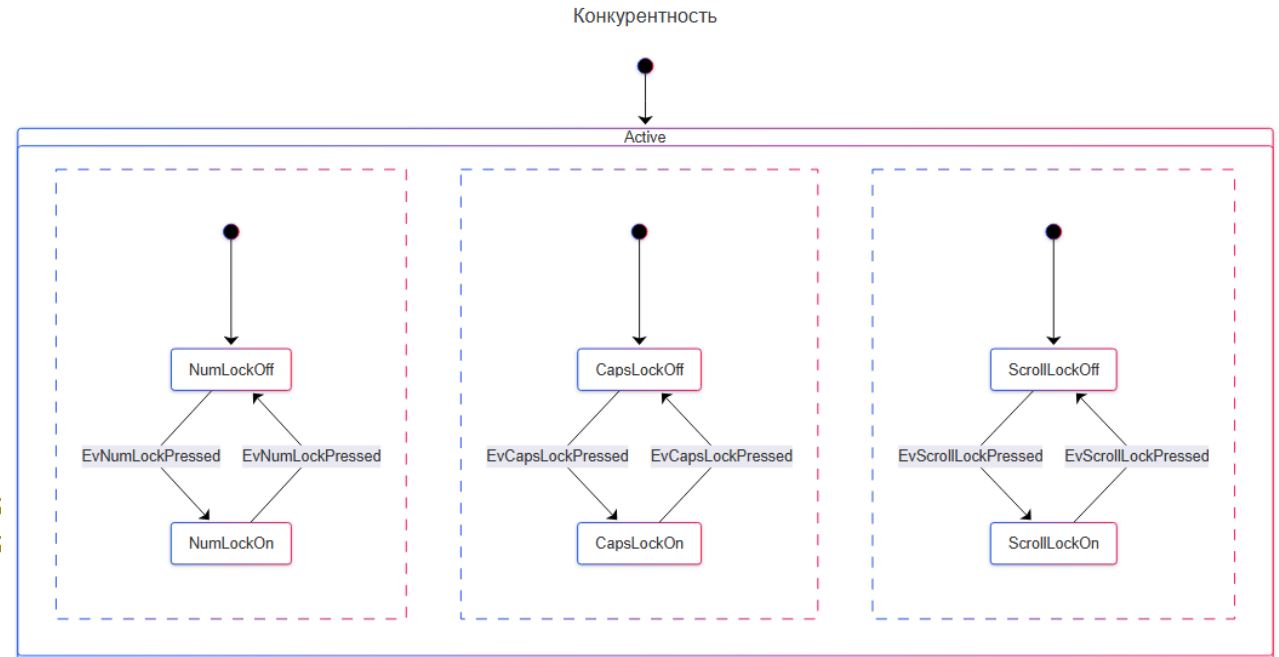 Конкурентность
Active
NumLockOff
CapsLockOff
ScrollLockOff
EvNumLockPressed EvNumLockPressed
EvCapsLockPressed EvCapsLockPressed
EvScrollLockPressed EvScrollLockPressed
NumLockOn
CapsLockOn
ScrollLockOn